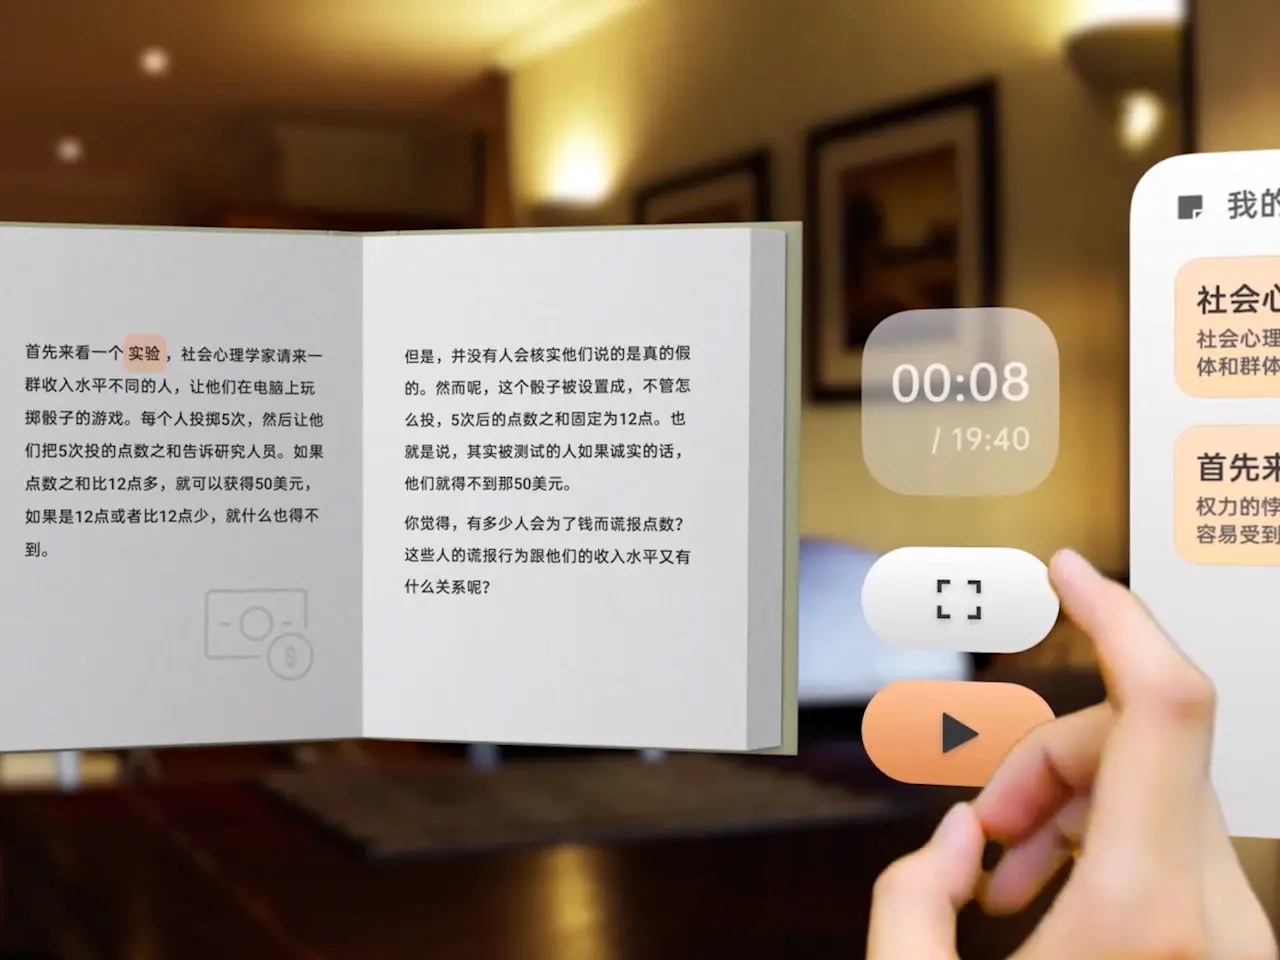 首先来看一个实验，社会心理学家请来一
群收入水平不同的人，让他们在电脑上玩
掷骰子的游戏。每个人投掷5次，然后让他
们把5次投的点数之和告诉研究人员。如果
点数之和比12点多，就可以获得50美元，
如果是12点或者比12点少，就什么也得不
到。
$
但是，并没有人会核实他们说的是真的假
的。然而呢，这个骰子被设置成，不管怎
么投，5次后的点数之和固定为12点。也
就是说，其实被测试的人如果诚实的话，
他们就得不到那50美元。
你觉得，有多少人会为了钱而谎报点数？
这些人的谎报行为跟他们的收入水平又有
什么关系呢？
00:08
/ 19:40
我的
社会心
社会心理
体和群体
首先来
权力的悖
容易受到